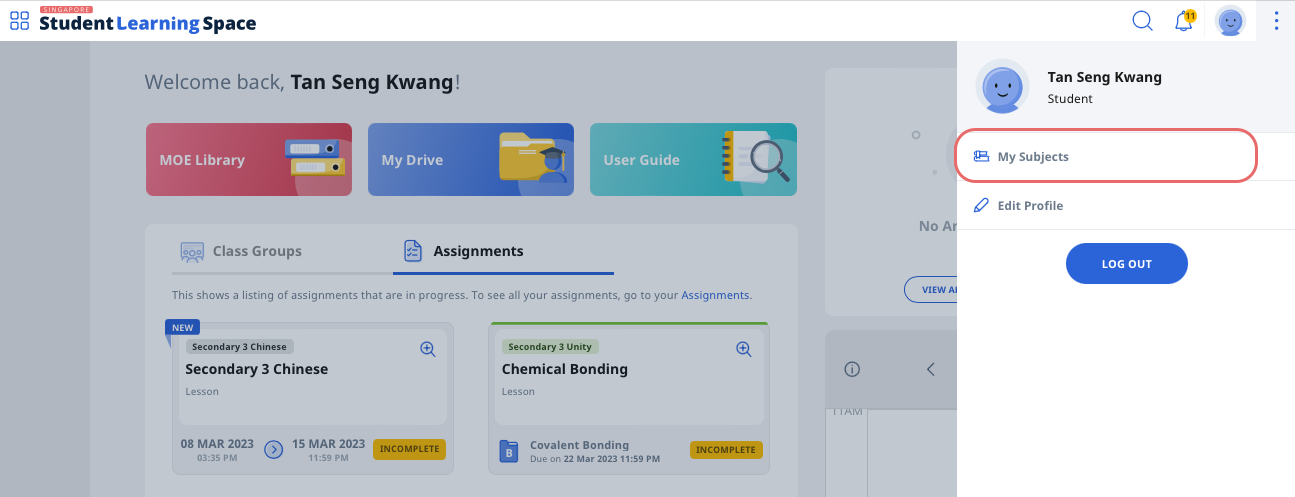 SINGAPORE
Student Learning Space
11
Welcome back, Tan Seng Kwang!
Tan Seng Kwang
Student
MOE Library
My Drive
User Guide
My Subjects
Edit Profile
No
LOG OUT
Class Groups
Assignments
This shows a listing of assignments that are in progress. To see all your assignments, go to your Assignments.
VIEW
NEW
Secondary 3 Chinese
Secondary 3 Chinese
Lesson
08 MAR 2023
03:35 PM
15 MAR 2023
11:59 PM
INCOMPLETE
Secondary 3 Unity
Chemical Bonding
Lesson
B
Covalent Bonding
Due on 22 Mar 2023 11:59 PM
INCOMPLETE
11AM